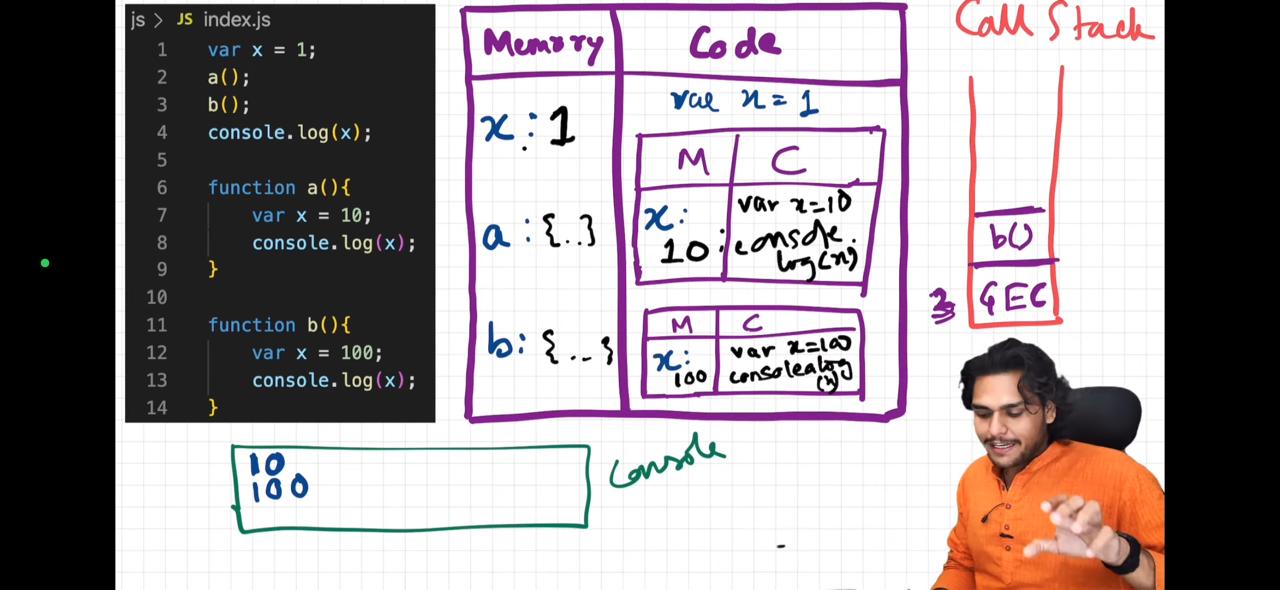 js > JS index.js
1 var x = 1;
2 a();
3 b();
4 console.log(x);
5
6 function a(){
7 var x = 10;
8 console.log(x);
9 }
10
11 function b(){
12 var x = 100;
13 console.log(x);
14 }
Memory Code
x : 1
a : {..}
b : {..}
var x = 1
M C
x:
10
var x=10
console.
log(x)
M C
x:
100
var x=100
consolealog
(x)
Call Stack
b()
GEC
10
100
Console